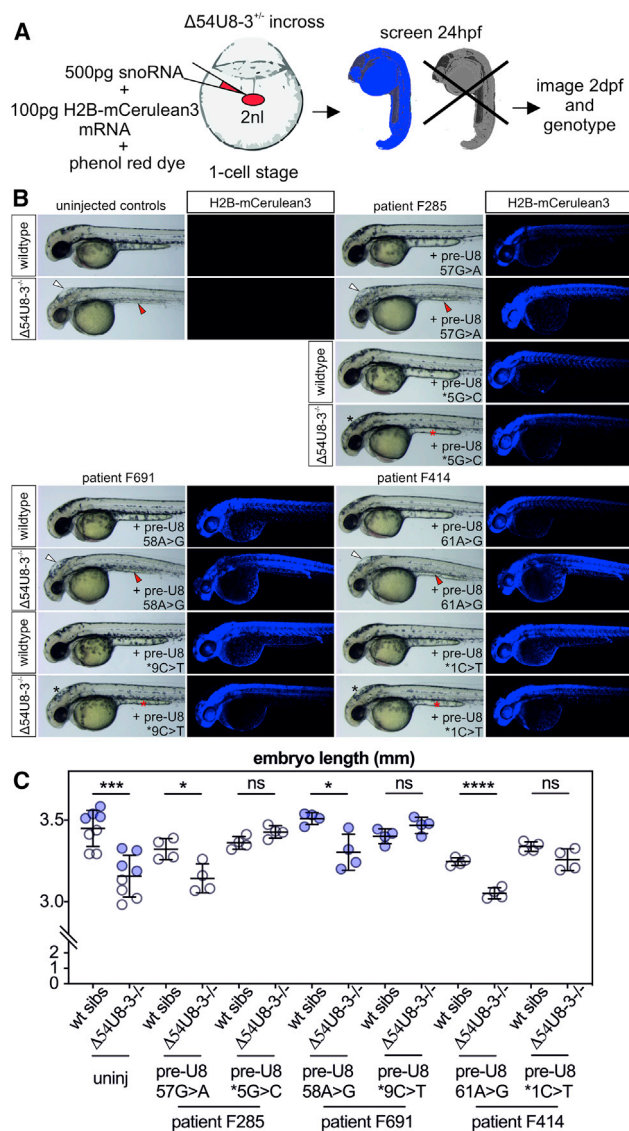 A
Δ54U8-3+/- incross
500pg snoRNA
+
100pg H2B-mCerulean3
mRNA
+
phenol red dye
2nl
1-cell stage
screen 24hpf
image 2dpf
and
genotype
B
uninjected controls
H2B-mCerulean3
patient F285
H2B-mCerulean3
wildtype
+ pre-U8
57G>A
Δ54U8-3-/-
+ pre-U8
57G>A
wildtype
+ pre-U8
*5G>C
Δ54U8-3-/-
*
*
+ pre-U8
*5G>C
patient F691
patient F414
wildtype
+ pre-U8
58A>G
+ pre-U8
61A>G
Δ54U8-3-/-
+ pre-U8
58A>G
+ pre-U8
61A>G
wildtype
+ pre-U8
*9C>T
+ pre-U8
*1C>T
Δ54U8-3-/-
*
*
+ pre-U8
*9C>T
*
*
+ pre-U8
*1C>T
C
embryo length (mm)
*** * ns * ns **** ns
3.5
3.0
2
1
0
wt sibs Δ54U8-3-/- wt sibs Δ54U8-3-/- wt sibs Δ54U8-3-/- wt sibs Δ54U8-3-/- wt sibs Δ54U8-3-/- wt sibs Δ54U8-3-/- wt sibs Δ54U8-3-/-
uninj pre-U8 pre-U8 pre-U8 pre-U8 pre-U8 pre-U8
57G>A *5G>C 58A>G *9C>T 61A>G *1C>T
patient F285 patient F691 patient F414